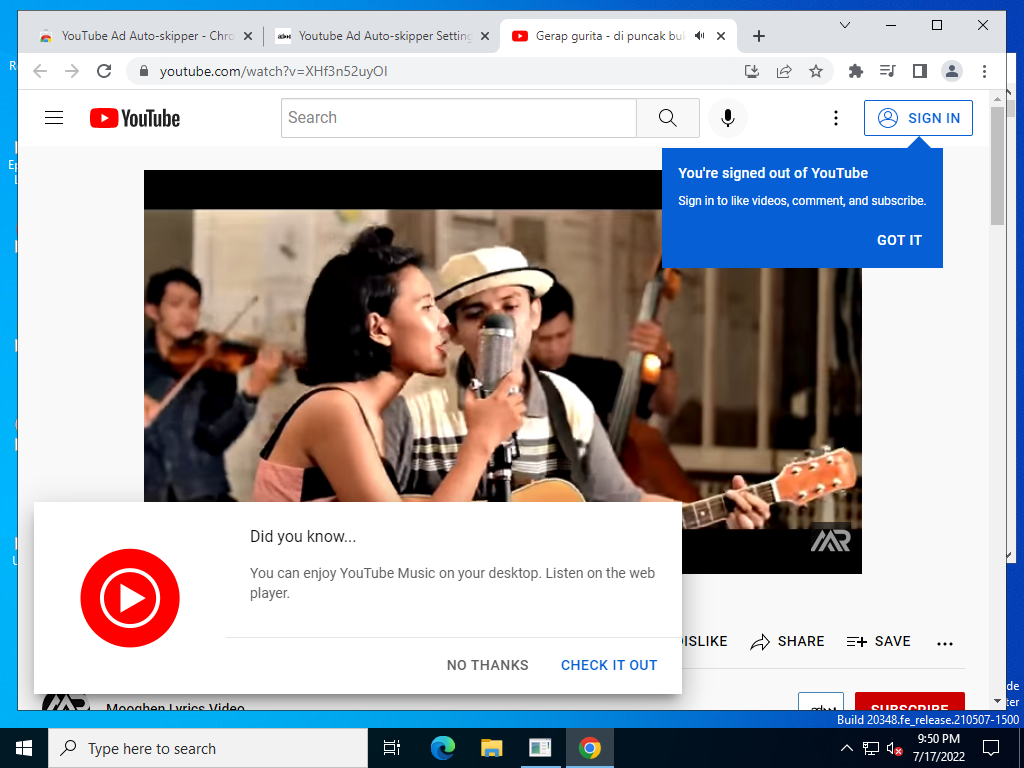 YouTube Ad Auto-skipper - Chro
Youtube Ad Auto-skipper Setting
Gerap gurita - di puncak buk
youtube.com/watch?v=XHf3n52uyOI
YouTube
Search
SIGN IN
You're signed out of YouTube
Sign in to like videos, comment, and subscribe.
GOT IT
Did you know...
You can enjoy YouTube Music on your desktop. Listen on the web
player.
NO THANKS
CHECK IT OUT
DISLIKE
SHARE
SAVE
Mooghen Lyrics Video
SUBSCRIBE
Build 20348.fe_release.210507-1500
Type here to search
9:50 PM
7/17/2022